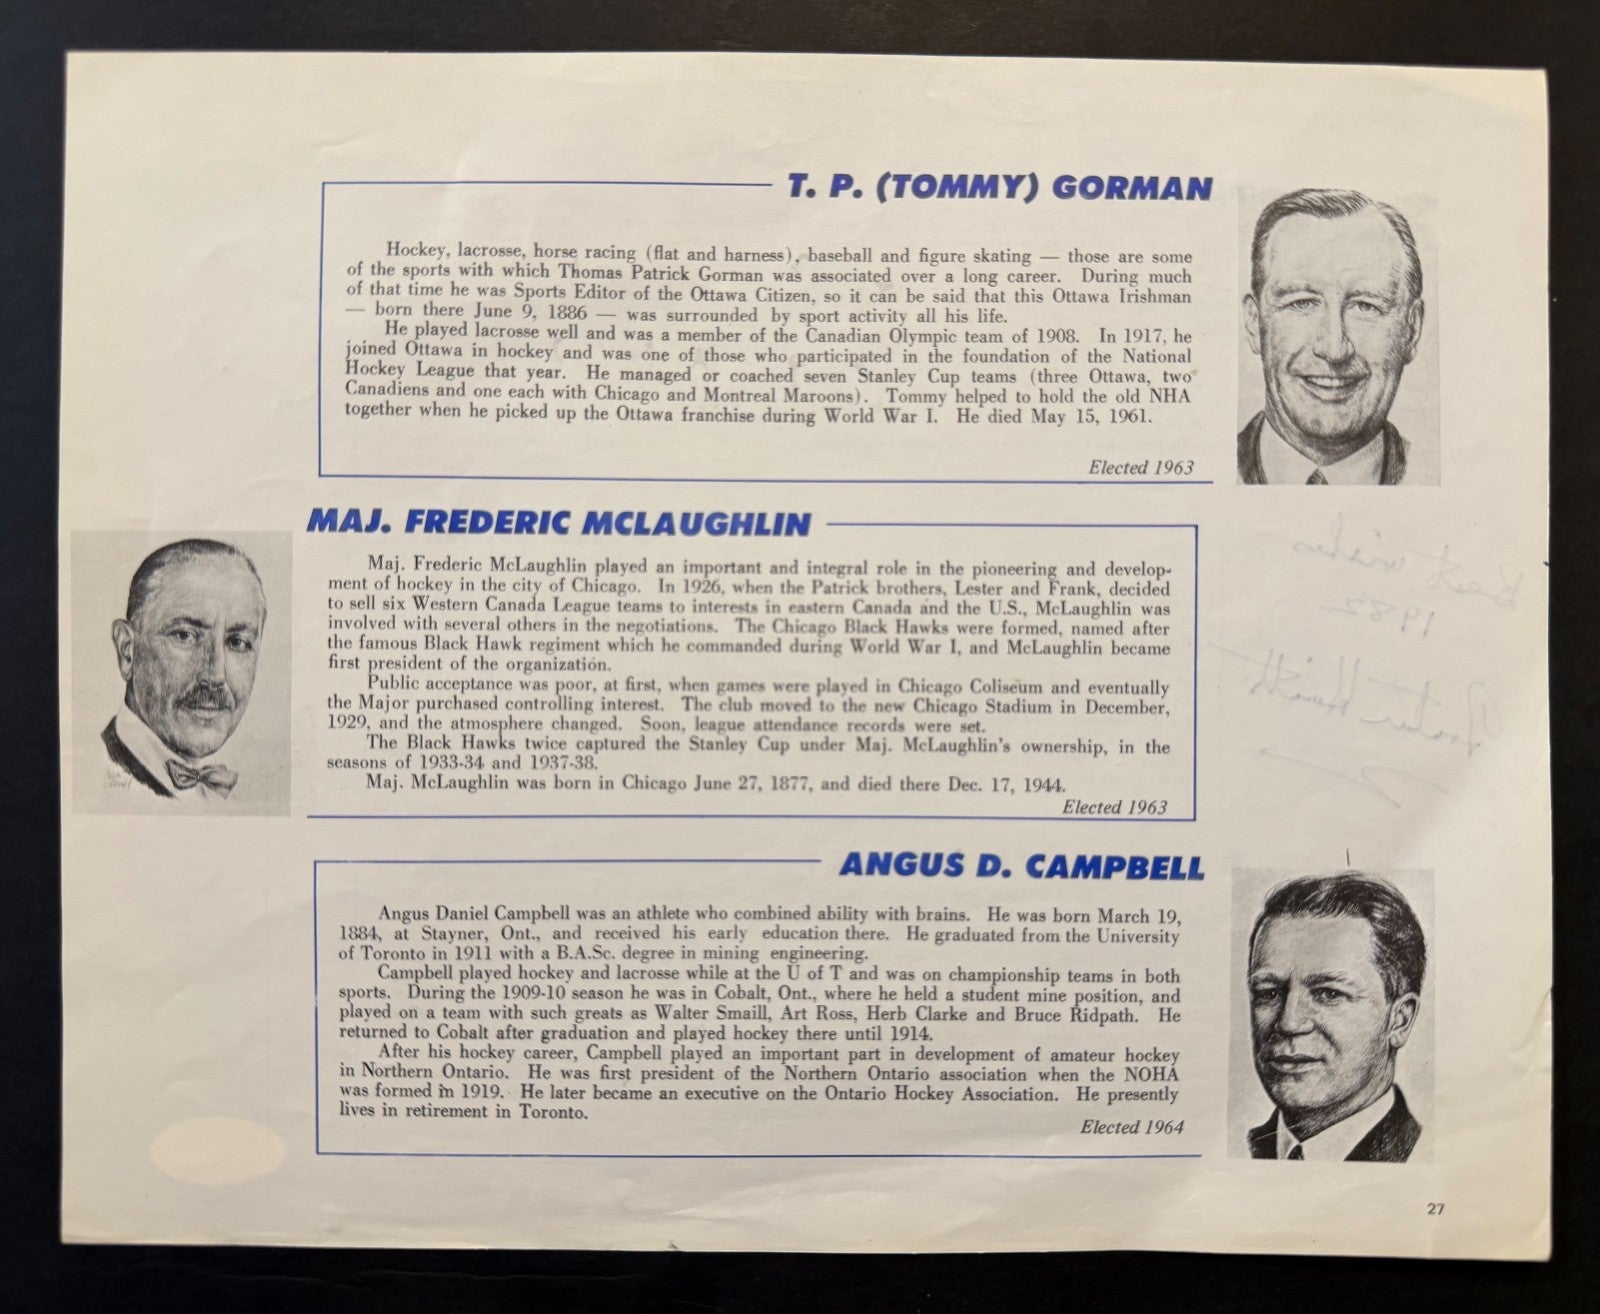 T. P. (TOMMY) GORMAN
Hockey, lacrosse, horse racing (flat and harness), baseball and figure skating — those are some
of the sports with which Thomas Patrick Gorman was associated over a long career. During much
of that time he was Sports Editor of the Ottawa Citizen, so it can be said that this Ottawa Irishman
— born there June 9, 1886 — was surrounded by sport activity all his life.
He played lacrosse well and was a member of the Canadian Olympic team of 1908. In 1917, he
joined Ottawa in hockey and was one of those who participated in the foundation of the National
Hockey League that year. He managed or coached seven Stanley Cup teams (three Ottawa, two
Canadiens and one each with Chicago and Montreal Maroons). Tommy helped to hold the old NHA
together when he picked up the Ottawa franchise during World War I. He died May 15, 1961.
Elected 1963
MAJ. FREDERIC MCLAUGHLIN
Maj. Frederic McLaughlin played an important and integral role in the pioneering and develop-
ment of hockey in the city of Chicago. In 1926, when the Patrick brothers, Lester and Frank, decided
to sell six Western Canada League teams to interests in eastern Canada and the U.S., McLaughlin was
involved with several others in the negotiations. The Chicago Black Hawks were formed, named after
the famous Black Hawk regiment which he commanded during World War I, and McLaughlin became
first president of the organization.
Public acceptance was poor, at first, when games were played in Chicago Coliseum and eventually
the Major purchased controlling interest. The club moved to the new Chicago Stadium in December,
1929, and the atmosphere changed. Soon, league attendance records were set.
The Black Hawks twice captured the Stanley Cup under Maj. McLaughlin's ownership, in the
seasons of 1933-34 and 1937-38.
Maj. McLaughlin was born in Chicago June 27, 1877, and died there Dec. 17, 1944.
Elected 1963
Best wishes
1982
ANGUS D. CAMPBELL
Angus Daniel Campbell was an athlete who combined ability with brains. He was born March 19,
1884, at Stayner, Ont., and received his early education there. He graduated from the University
of Toronto in 1911 with a B.A.Sc. degree in mining engineering.
Campbell played hockey and lacrosse while at the U of T and was on championship teams in both
sports. During the 1909-10 season he was in Cobalt, Ont., where he held a student mine position, and
played on a team with such greats as Walter Smaill, Art Ross, Herb Clarke and Bruce Ridpath. He
returned to Cobalt after graduation and played hockey there until 1914.
After his hockey career, Campbell played an important part in development of amateur hockey
in Northern Ontario. He was first president of the Northern Ontario association when the NOHA
was formed in 1919. He later became an executive on the Ontario Hockey Association. He presently
lives in retirement in Toronto.
Elected 1964
27